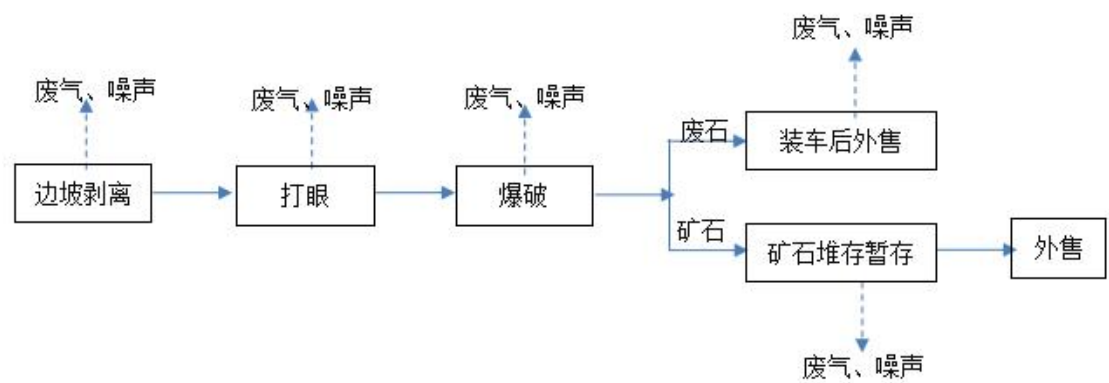 废气、噪声
废气、噪声
废气、噪声
废气、噪声
边坡剥离
打眼
爆破
废石
装车后外售
矿石
矿石堆存暂存
外售
废气、噪声